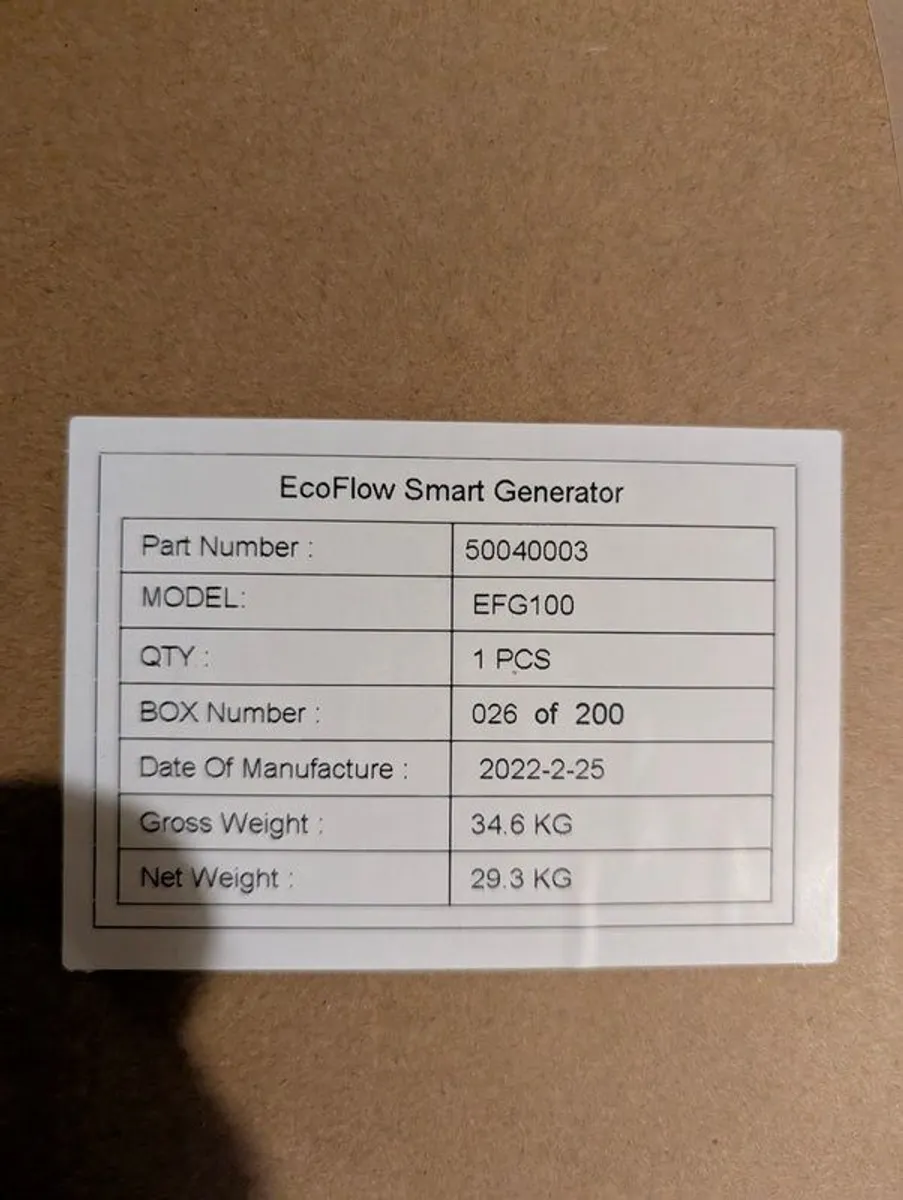 EcoFlow Smart Generator
Part Number : 50040003
MODEL: EFG100
QTY : 1 PCS
BOX Number : 026 of 200
Date Of Manufacture : 2022-2-25
Gross Weight : 34.6 KG
Net Weight : 29.3 KG